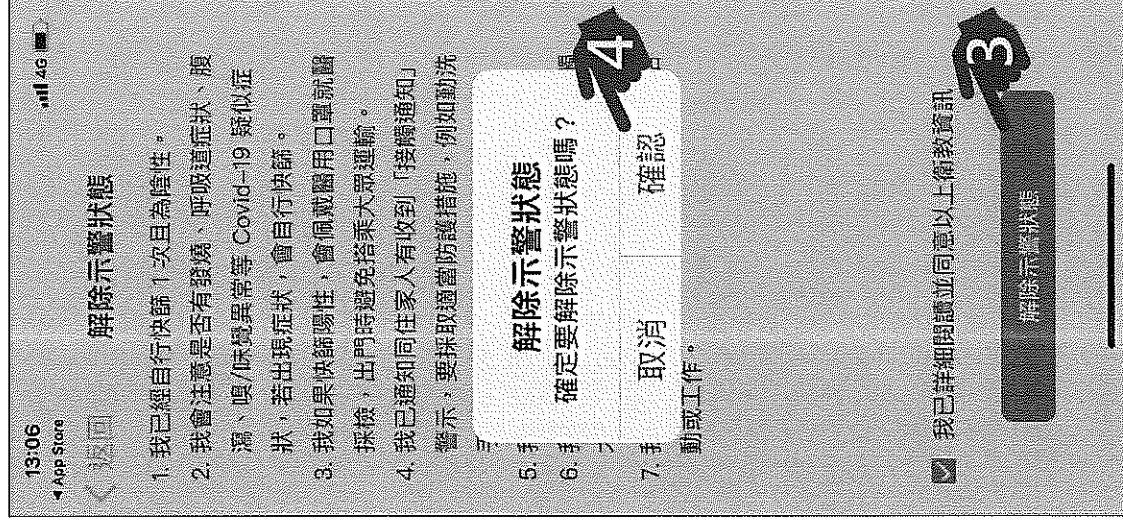 13:06
4G
◀ App Store
返回
解除示警狀態
1. 我已經自行快篩 1 次且為陰性。
2. 我會注意是否有發燒、呼吸道症狀、腹
瀉、嗅/味覺異常等 Covid-19 疑似症
狀，若出現症狀，會自行快篩。
3. 我如果快篩陽性，會佩戴醫用口罩就醫
採檢，出門時避免搭乘大眾運輸。
4. 我已通知同住家人有收到「接觸通知」
警示，要採取適當防護措施，例如勤洗
5. 我
6. 我
7. 我
動或工作。
解除示警狀態
確定要解除示警狀態嗎？
取消
確認
4
我已詳細閱讀並同意以上衛教資訊
解除示警狀態
3